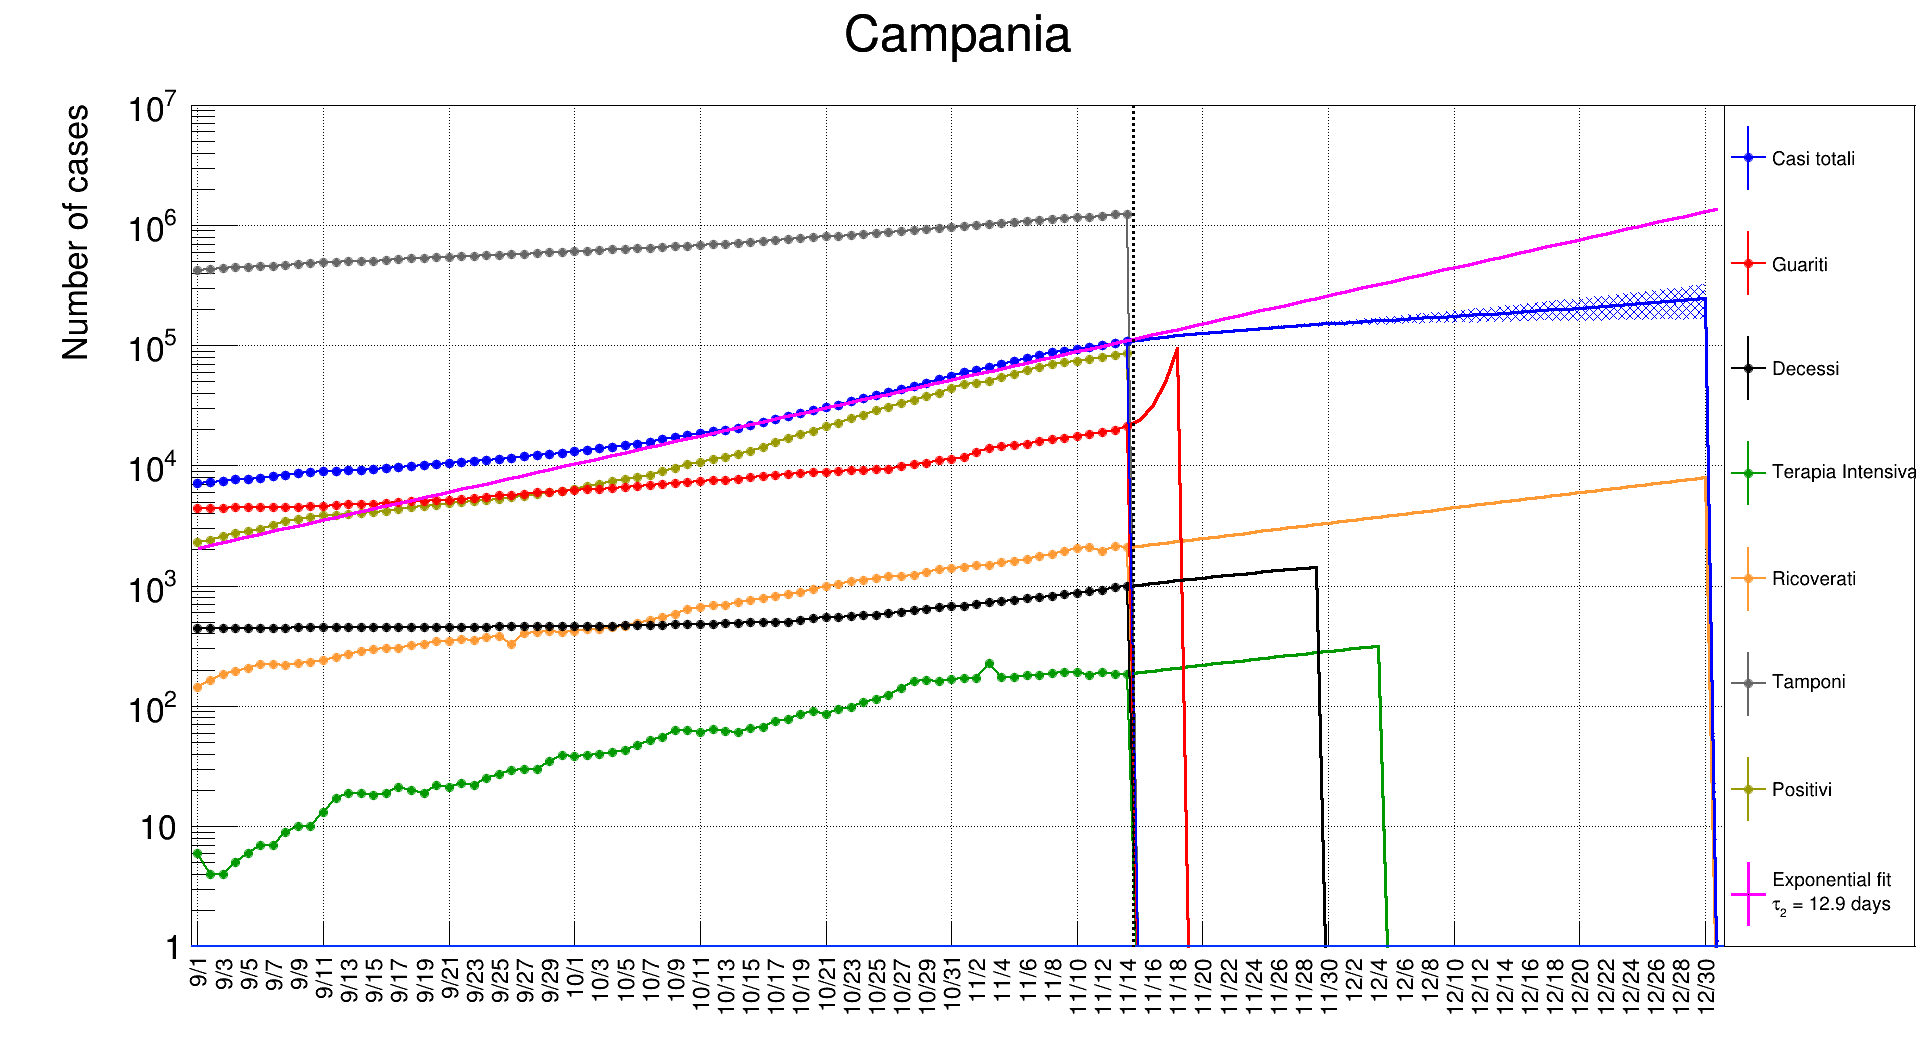 Campania
Number of cases
10^7
10^6
10^5
10^4
10^3
10^2
10
1
9/1 9/3 9/5 9/7 9/9 9/11 9/13 9/15 9/17 9/19 9/21 9/23 9/25 9/27 9/29 10/1 10/3 10/5 10/7 10/9 10/11 10/13 10/15 10/17 10/19 10/21 10/23 10/25 10/27 10/29 10/31 11/2 11/4 11/6 11/8 11/10 11/12 11/14 11/16 11/18 11/20 11/22 11/24 11/26 11/28 11/30 12/2 12/4 12/6 12/8 12/10 12/12 12/14 12/16 12/18 12/20 12/22 12/24 12/26 12/28 12/30
Casi totali
Guariti
Decessi
Terapia Intensiva
Ricoverati
Tamponi
Positivi
Exponential fit
τ₂ = 12.9 days